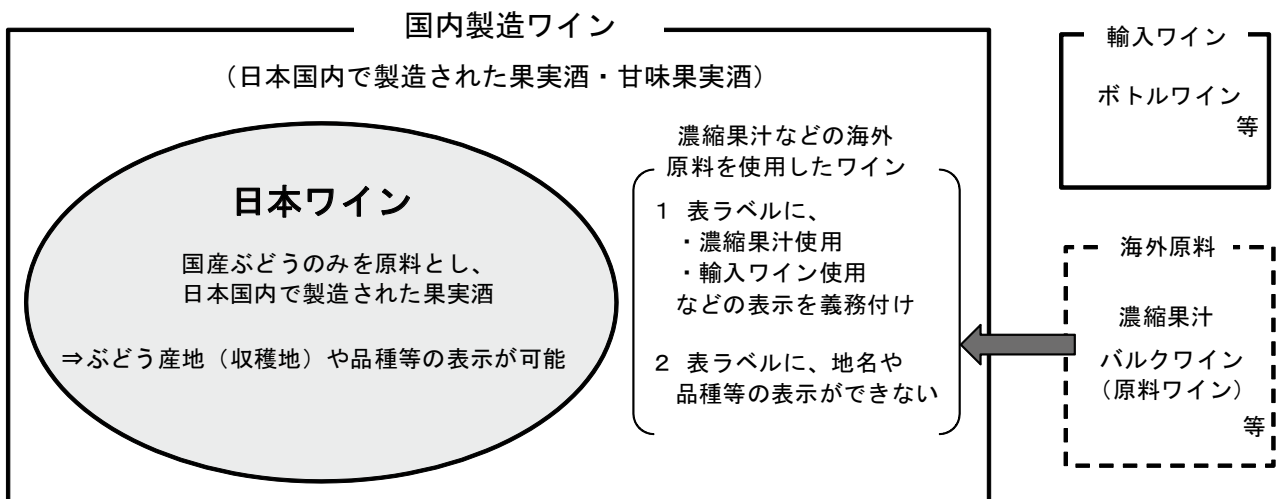 国内製造ワイン
(日本国内で製造された果実酒・甘味果実酒)
日本ワイン
国産ぶどうのみを原料とし、
日本国内で製造された果実酒
⇒ぶどう産地(収穫地)や品種等の表示が可能
濃縮果汁などの海外
原料を使用したワイン
1 表ラベルに、
・濃縮果汁使用
・輸入ワイン使用
などの表示を義務付け
2 表ラベルに、地名や
品種等の表示ができない
輸入ワイン
ボトルワイン
等
海外原料
濃縮果汁
バルクワイン
(原料ワイン)
等